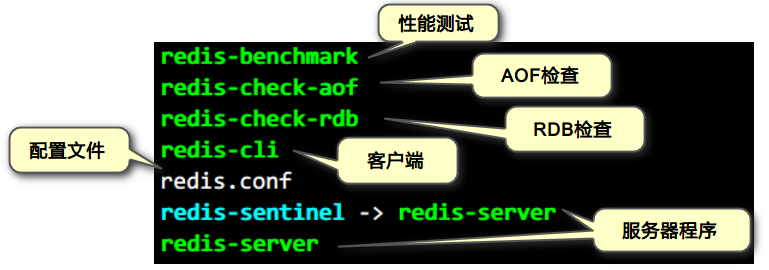 性能测试
redis-benchmark
redis-check-aof
AOF检查
redis-check-rdb
RDB检查
配置文件
redis-cli
客户端
redis.conf
redis-sentinel -> redis-server
服务器程序
redis-server